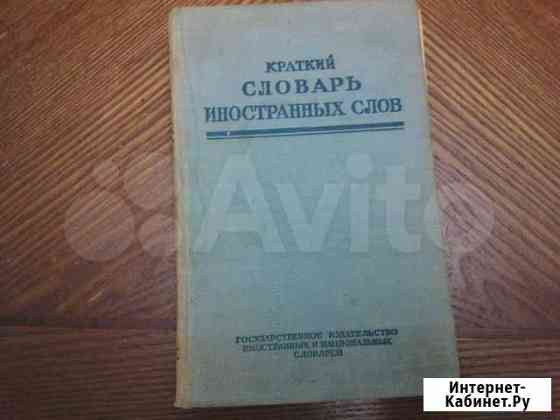 КРАТКИЙ
СЛОВАРЬ
ИНОСТРАННЫХ СЛОВ
Avito
ГОСУДАРСТВЕННОЕ ИЗДАТЕЛЬСТВО
ИНОСТРАННЫХ И НАЦИОНАЛЬНЫХ
СЛОВАРЕЙ
Интернет-
Кабинет.Ру